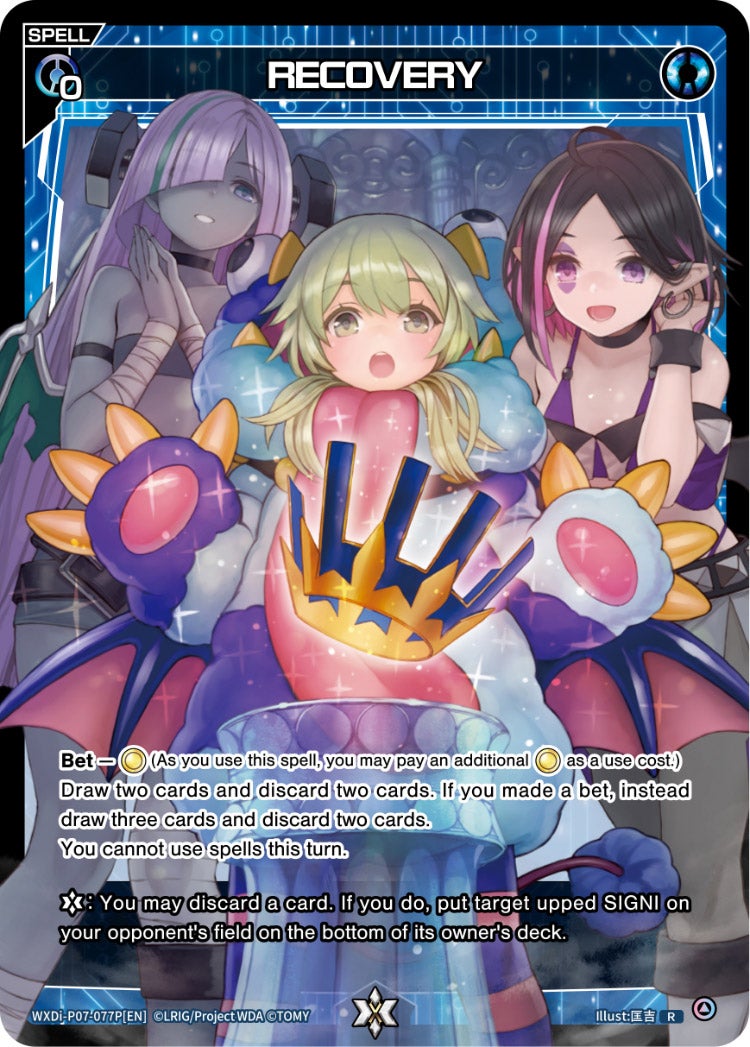 SPELL
0
RECOVERY
Bet — (As you use this spell, you may pay an additional as a use cost.)
Draw two cards and discard two cards. If you made a bet, instead
draw three cards and discard two cards.
You cannot use spells this turn.
: You may discard a card. If you do, put target upped SIGNI on
your opponent's field on the bottom of its owner's deck.
WXDi-P07-077P[EN] ©LRIG/Project WDA ©TOMY
Illust:匡吉 R